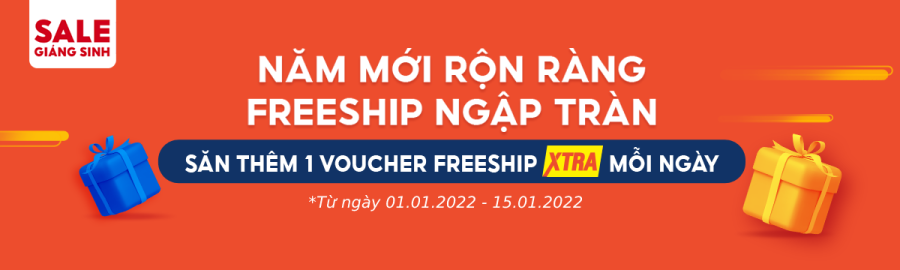 SALE
GIÁNG SINH
NĂM MỚI RỘN RÀNG
FREESHIP NGẬP TRÀN
SĂN THÊM 1 VOUCHER FREESHIP XTRA MỖI NGÀY
*Từ ngày 01.01.2022 - 15.01.2022